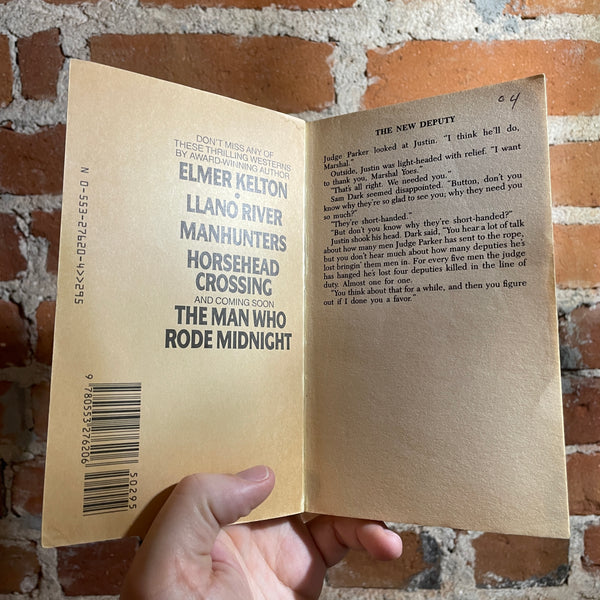 DON'T MISS ANY OF
THESE THRILLING WESTERNS
BY AWARD-WINNING AUTHOR
ELMER KELTON
•
LLANO RIVER
MANHUNTERS
HORSEHEAD
CROSSING
AND COMING SOON
THE MAN WHO
RODE MIDNIGHT
N 0-553-27620-4>>295
9 780553 276206
50295
04
THE NEW DEPUTY
Judge Parker looked at Justin. "I think he'll do,
Marshal."
Outside, Justin was light-headed with relief. "I want
to thank you, Marshal Yoes."
"That's all right. We needed you."
Sam Dark seemed disappointed. "Button, don't you
know why they're so glad to see you; why they need you
so much?"
"They're short-handed."
"But don't you know why they're short-handed?"
Justin shook his head. Dark said, "You hear a lot of talk
about how many men Judge Parker has sent to the rope,
but you don't hear much about how many deputies he's
lost bringin' them men in. For every five men the judge
has hanged he's lost four deputies killed in the line of
duty. Almost one for one.
"You think about that for a while, and then you figure
out if I done you a favor."